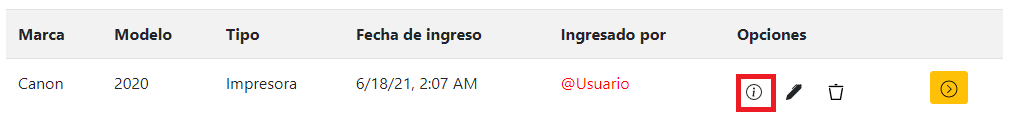 Marca Modelo Tipo Fecha de ingreso Ingresado por Opciones
Canon 2020 Impresora 6/18/21, 2:07 AM @Usuario